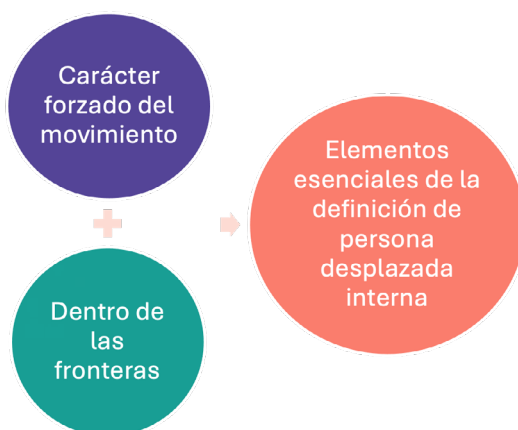 Carácter
forzado del
movimiento
Dentro de
las
fronteras
Elementos
esenciales de la
definición de
persona
desplazada
interna